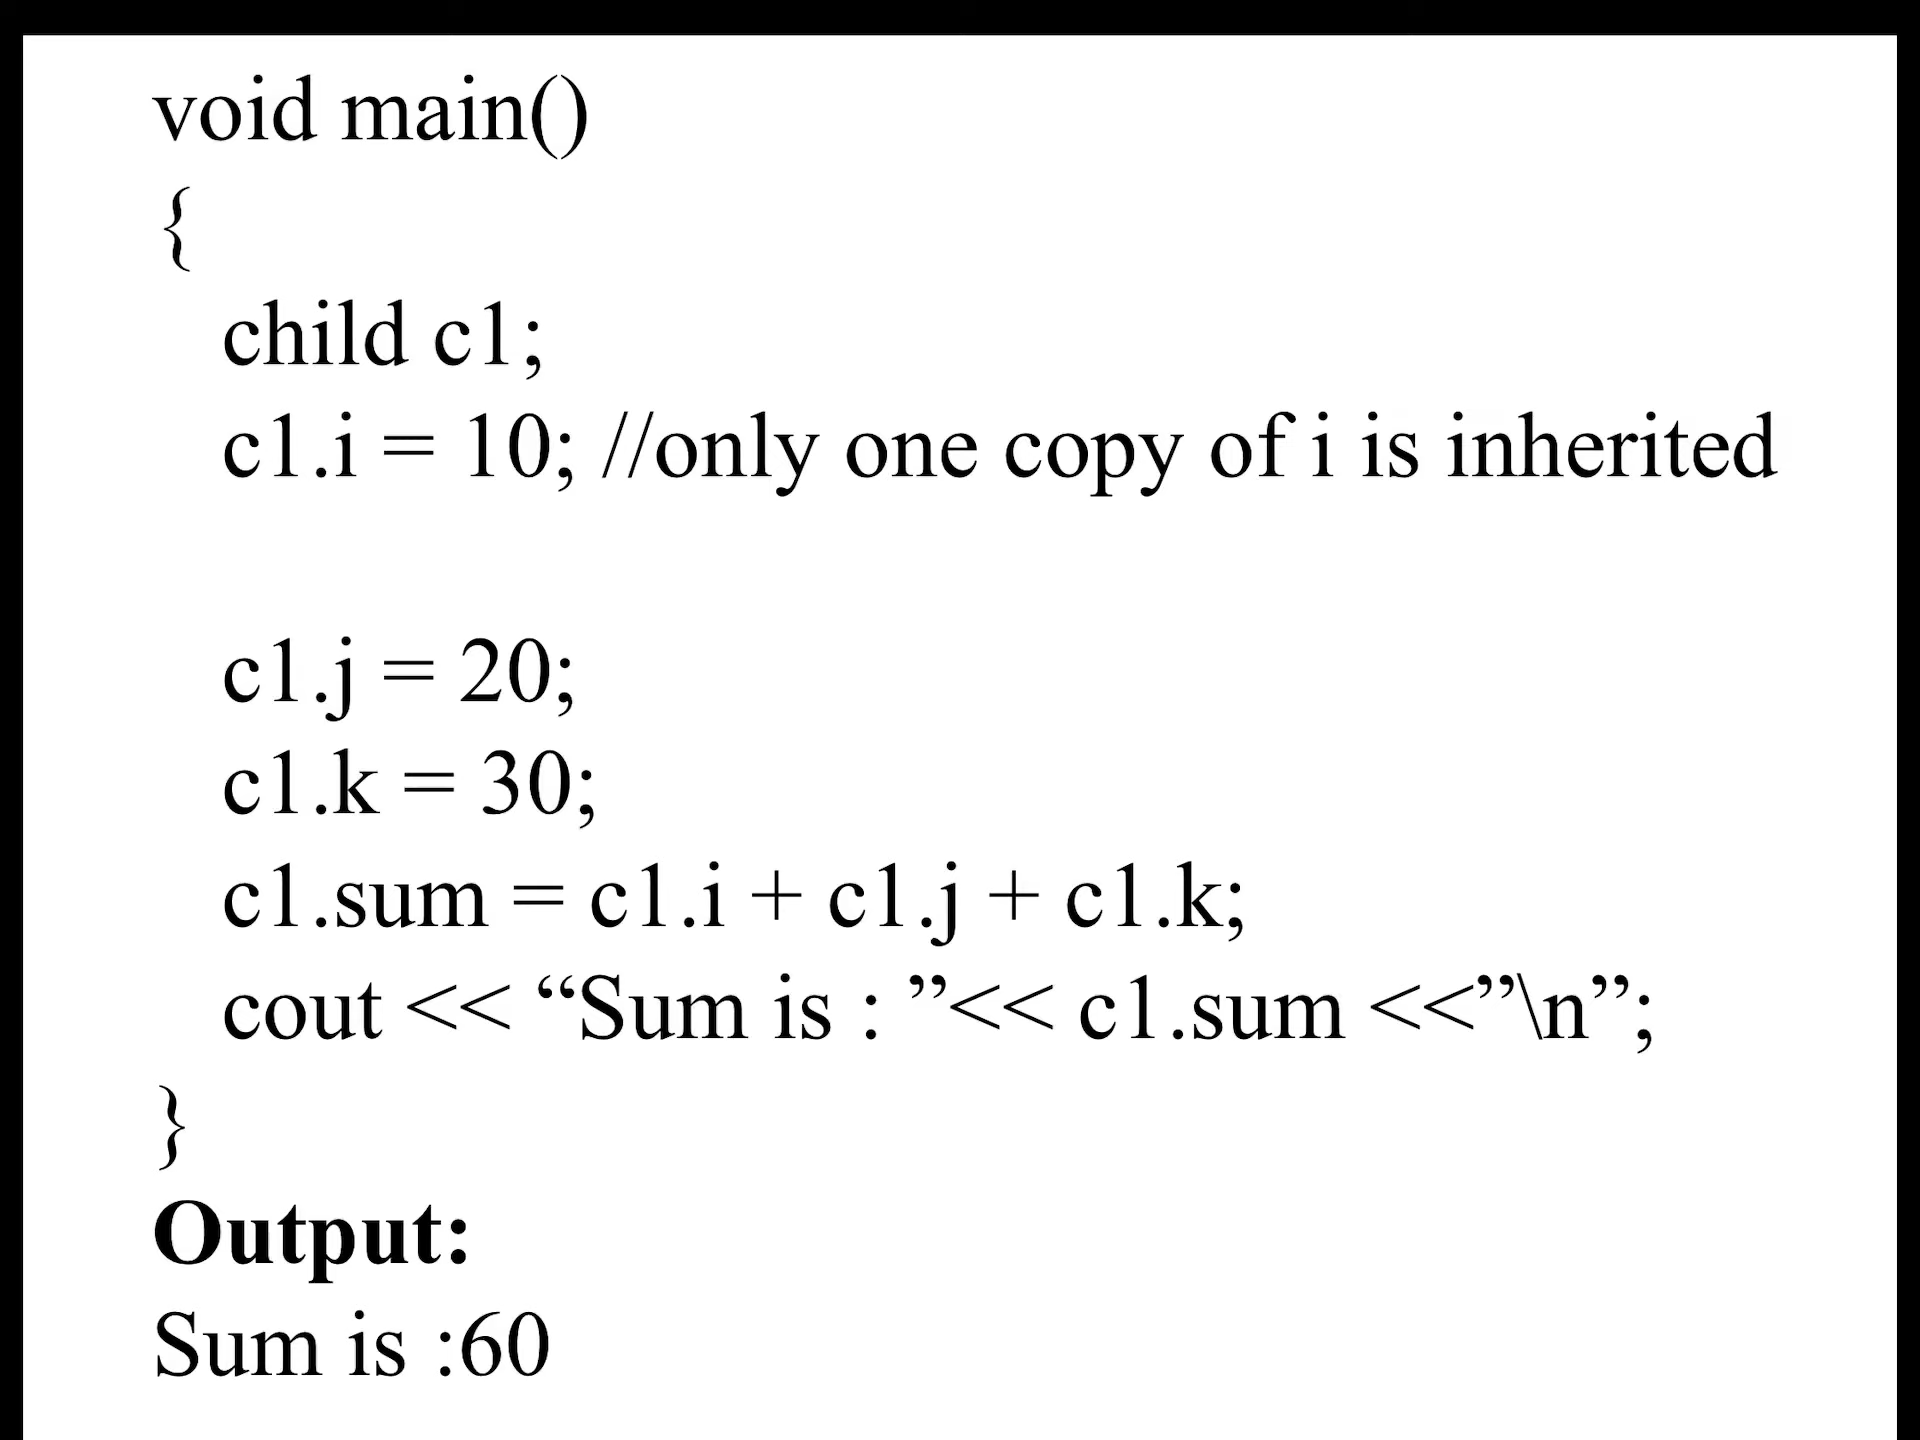 void main()
{
child c1;
c1.i = 10; //only one copy of i is inherited
c1.j = 20;
c1.k = 30;
c1.sum = c1.i + c1.j + c1.k;
cout << “Sum is : ”<< c1.sum <<”\n”;
}
Output:
Sum is :60